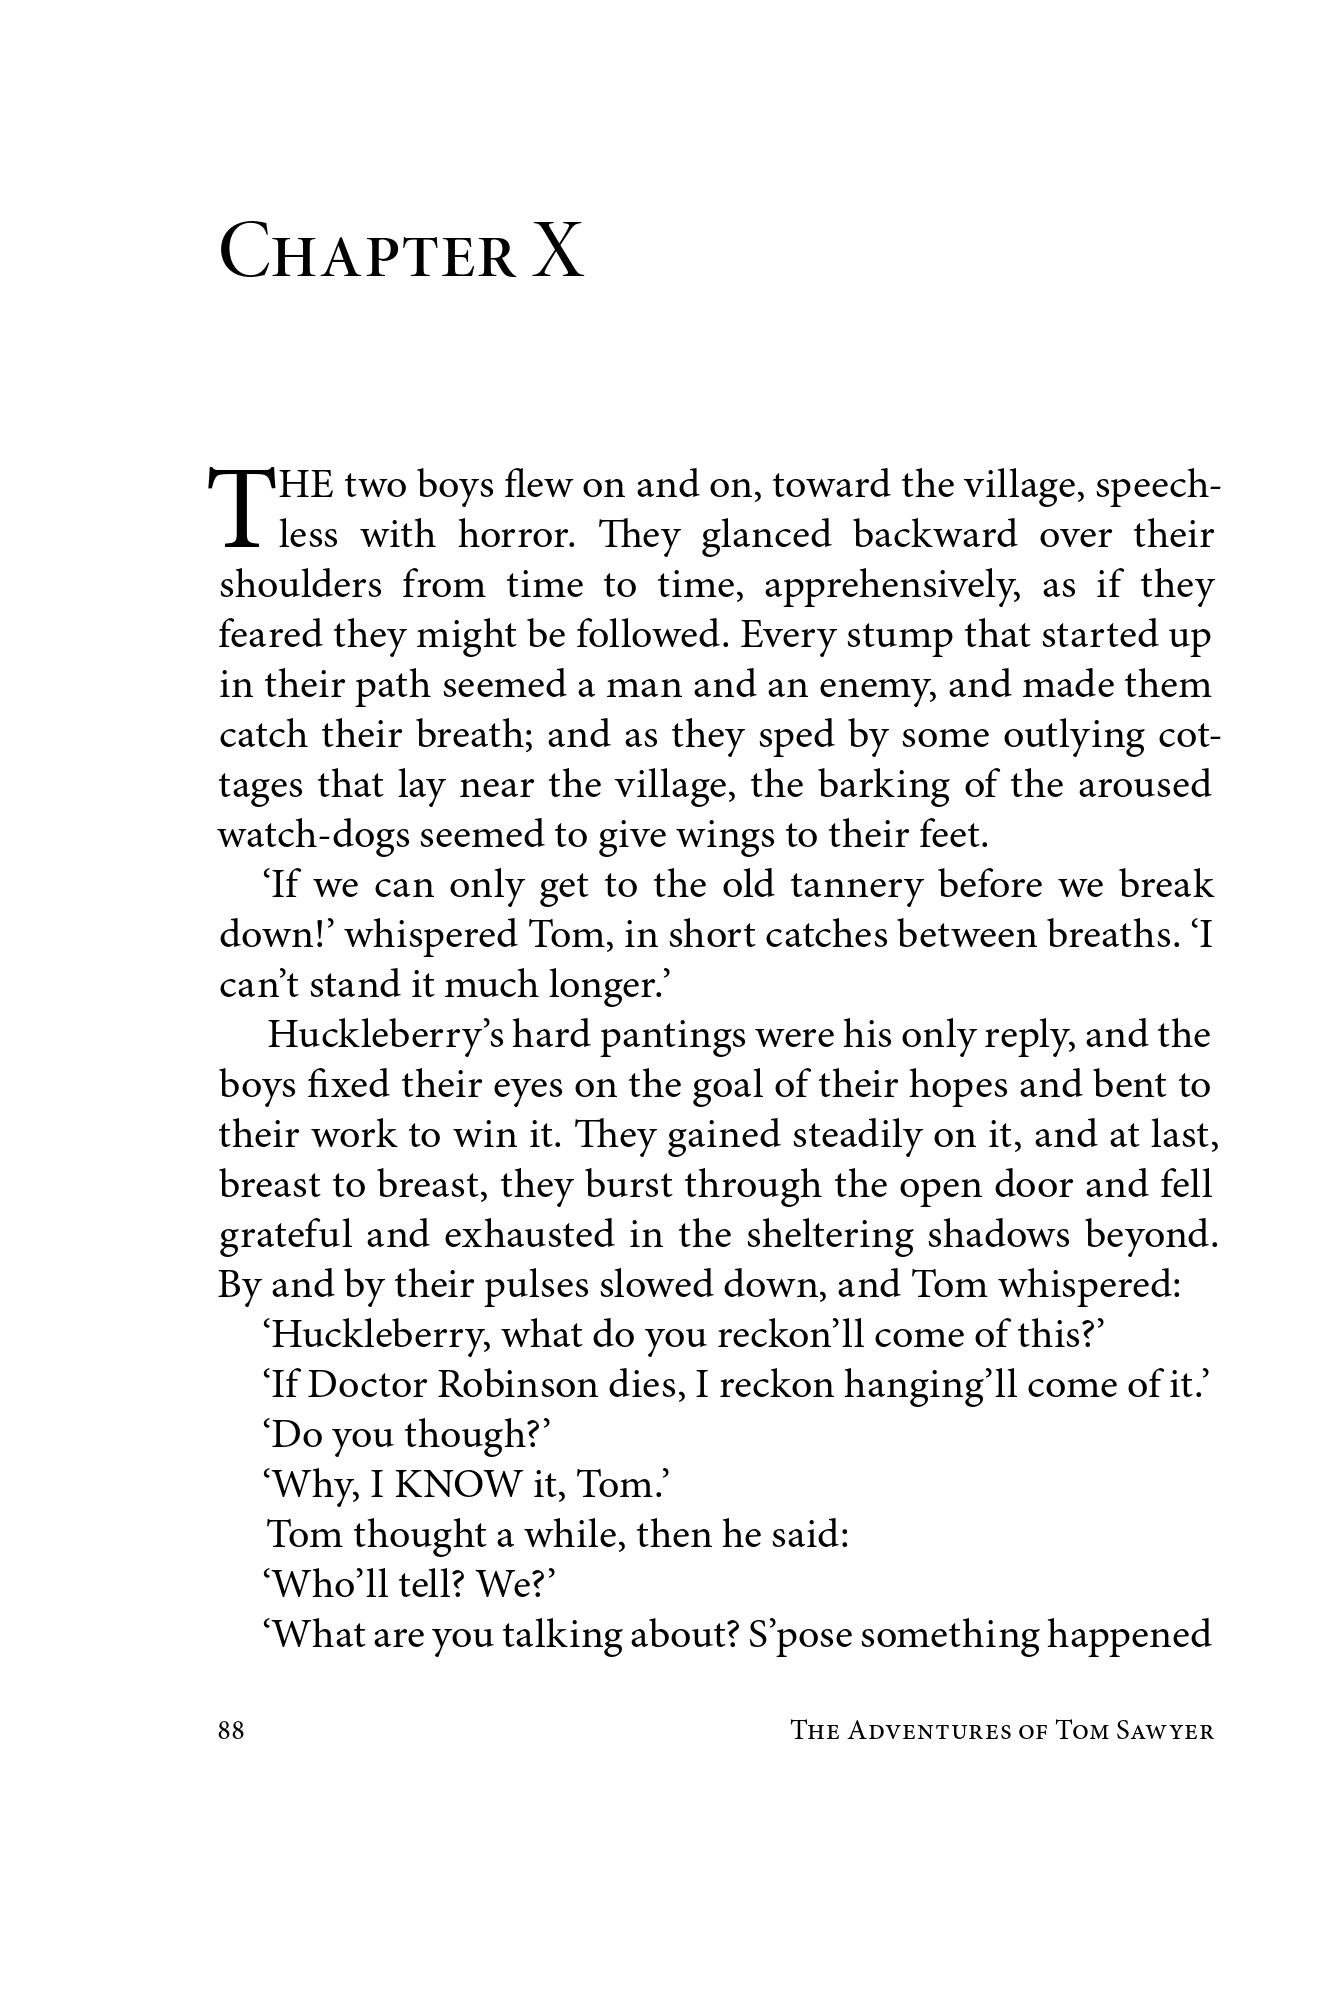 Chapter X
THE two boys flew on and on, toward the village, speech-
less with horror. They glanced backward over their
shoulders from time to time, apprehensively, as if they
feared they might be followed. Every stump that started up
in their path seemed a man and an enemy, and made them
catch their breath; and as they sped by some outlying cot-
tages that lay near the village, the barking of the aroused
watch-dogs seemed to give wings to their feet.
‘If we can only get to the old tannery before we break
down!’ whispered Tom, in short catches between breaths. ‘I
can’t stand it much longer.’
Huckleberry’s hard pantings were his only reply, and the
boys fixed their eyes on the goal of their hopes and bent to
their work to win it. They gained steadily on it, and at last,
breast to breast, they burst through the open door and fell
grateful and exhausted in the sheltering shadows beyond.
By and by their pulses slowed down, and Tom whispered:
‘Huckleberry, what do you reckon’ll come of this?’
‘If Doctor Robinson dies, I reckon hanging’ll come of it.’
‘Do you though?’
‘Why, I KNOW it, Tom.’
Tom thought a while, then he said:
‘Who’ll tell? We?’
‘What are you talking about? S’pose something happened
88 The Adventures of Tom Sawyer